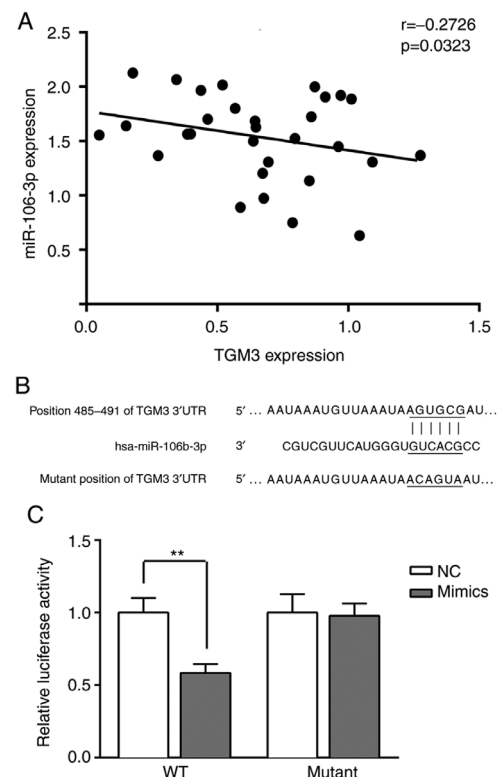 A
r=−0.2726
p=0.0323
2.5
2.0
1.5
1.0
0.5
miR-106-3p expression
0.0 0.5 1.0 1.5
TGM3 expression
B
Position 485–491 of TGM3 3′UTR 5′ ... AAUAAAUGUUAAAUAAGUGCGAU...
hsa-miR-106b-3p 3′ CGUCGUUCAUGGGUGUCACGCC
Mutant position of TGM3 3′UTR 5′ ... AAUAAAUGUUAAAUAACAGUAAU...
C
1.5
1.0
0.5
0.0
Relative luciferase activity
**
NC
Mimics
WT Mutant